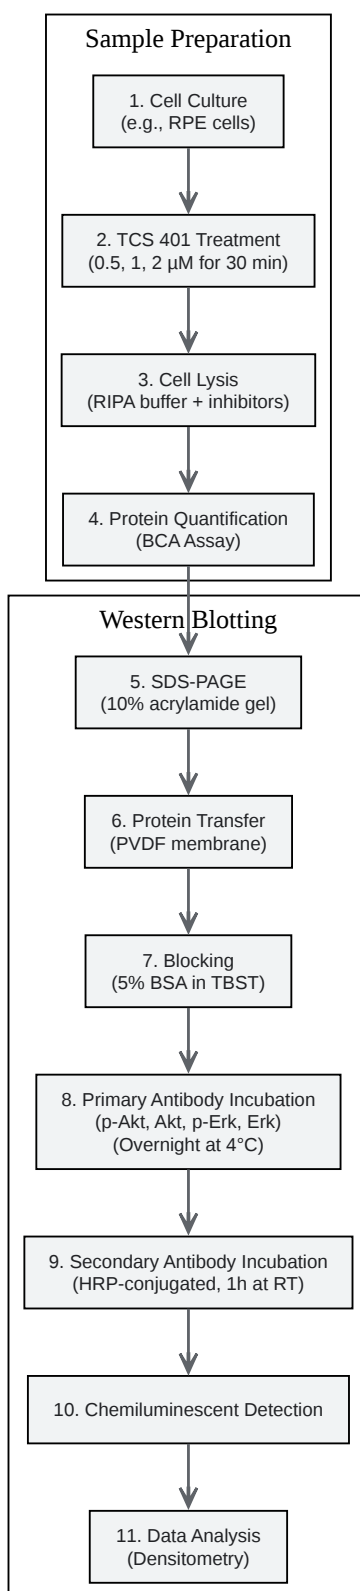 Sample Preparation
1. Cell Culture
(e.g., RPE cells)
2. TCS 401 Treatment
(0.5, 1, 2 µM for 30 min)
3. Cell Lysis
(RIPA buffer + inhibitors)
4. Protein Quantification
(BCA Assay)
Western Blotting
5. SDS-PAGE
(10% acrylamide gel)
6. Protein Transfer
(PVDF membrane)
7. Blocking
(5% BSA in TBST)
8. Primary Antibody Incubation
(p-Akt, Akt, p-Erk, Erk)
(Overnight at 4°C)
9. Secondary Antibody Incubation
(HRP-conjugated, 1h at RT)
10. Chemiluminescent Detection
11. Data Analysis
(Densitometry)